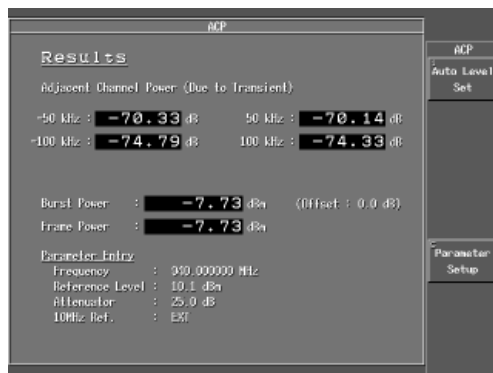 ACP
Results
Adjacent Channel Power (Due to Transient)
-50 kHz : -70.33 dB 50 kHz : -70.14 dB
-100 kHz : -74.79 dB 100 kHz : -74.33 dB
Burst Power : -7.73 dBm (Offset : 0.0 dB)
Frame Power : -7.73 dBm
Parameter Entry
Frequency : 940.000000 MHz
Reference Level : 10.1 dBm
Attenuator : 25.0 dB
10MHz Ref. : EXT
ACP
Auto Level
Set
Parameter
Setup